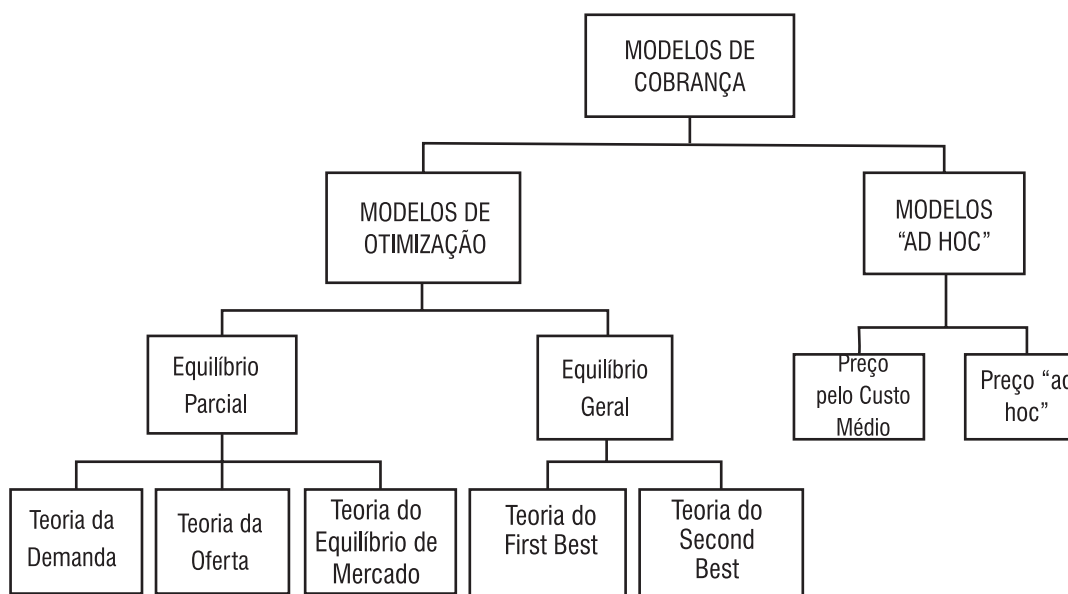 MODELOS DE
COBRANÇA
MODELOS DE
OTIMIZAÇÃO
MODELOS
“AD HOC”
Equilíbrio
Parcial
Equilíbrio
Geral
Preço
pelo Custo
Médio
Preço “ad
hoc”
Teoria da
Demanda
Teoria da
Oferta
Teoria do
Equilíbrio de
Mercado
Teoria do
First Best
Teoria do
Second
Best